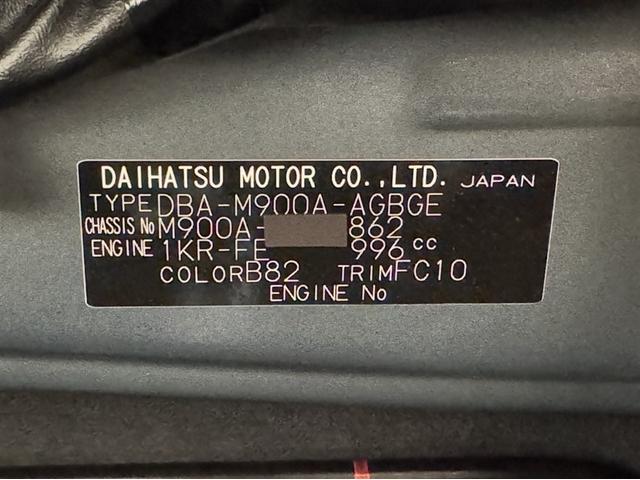 DAIHATSU MOTOR CO.,LTD. JAPAN
TYPE DBA-M900A-AGBGE
CHASSIS No M900A- 862
ENGINE 1KR-FE 996 cc
COLOR B82 TRIM FC10
ENGINE No